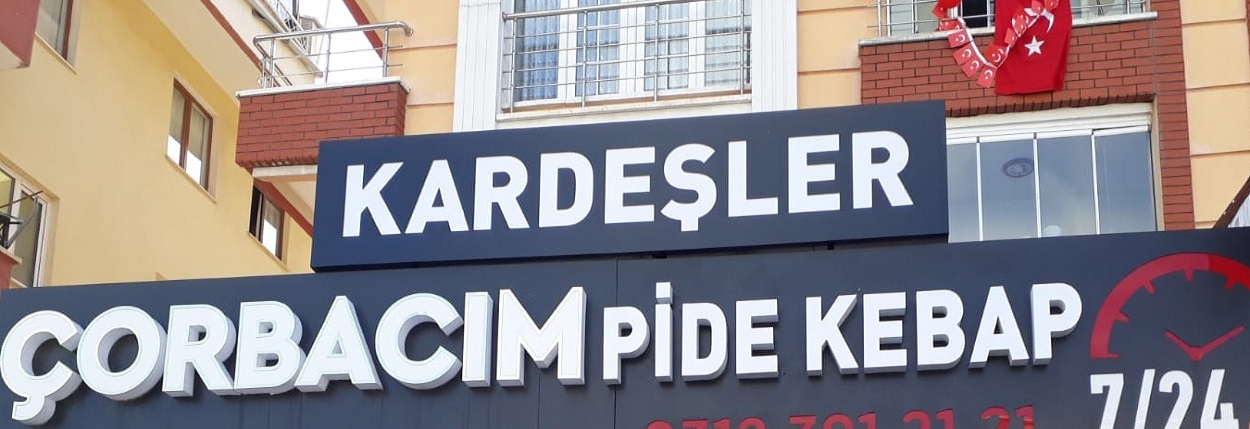 KARDEŞLER
ÇORBACIM PİDE KEBAP
7/24